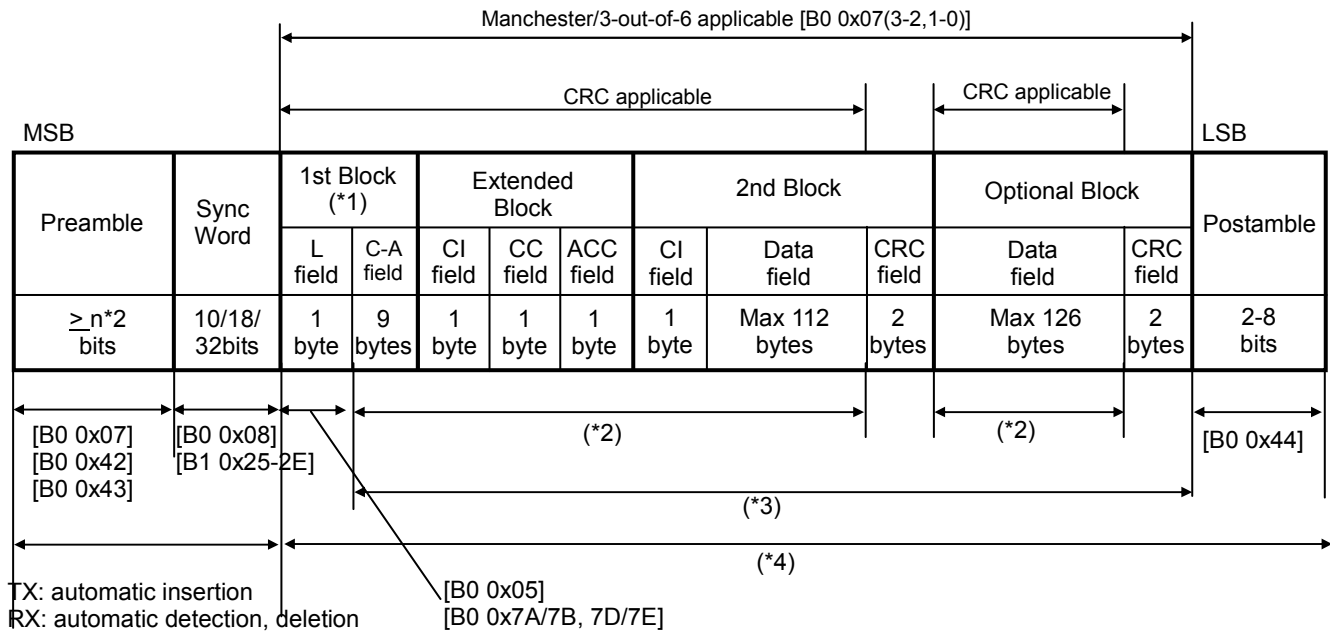 Manchester/3-out-of-6 applicable [B0 0x07(3-2,1-0)]
CRC applicable
CRC applicable
MSB
LSB
Preamble
Sync
Word
1st Block
(*1)
Extended
Block
2nd Block
Optional Block
Postamble
L
field
C-A
field
CI
field
CC
field
ACC
field
CI
field
Data
field
CRC
field
Data
field
CRC
field
≥ n*2
bits
10/18/
32bits
1
byte
9
bytes
1
byte
1
byte
1
byte
1
byte
Max 112
bytes
2
bytes
Max 126
bytes
2
bytes
2-8
bits
[B0 0x07]
[B0 0x42]
[B0 0x43]
[B0 0x08]
[B1 0x25-2E]
(*2)
(*2)
[B0 0x44]
(*3)
(*4)
TX: automatic insertion
RX: automatic detection, deletion
[B0 0x05]
[B0 0x7A/7B, 7D/7E]